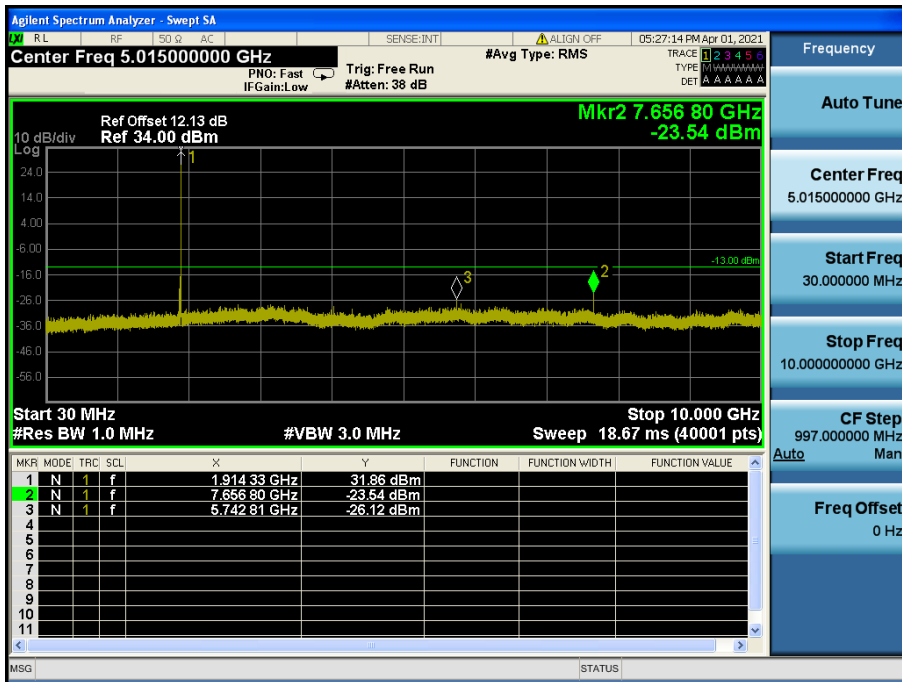 Agilent Spectrum Analyzer - Swept SA
LXI RL RF 50 Ω AC SENSE:INT ALIGN OFF 05:27:14 PM Apr 01, 2021
Center Freq 5.015000000 GHz #Avg Type: RMS TRACE 1 2 3 4 5 6
PNO: Fast Trig: Free Run TYPE M WWWWW
IFGain:Low #Atten: 38 dB DET A A A A A A
Mkr2 7.656 80 GHz
Ref Offset 12.13 dB -23.54 dBm
10 dB/div Ref 34.00 dBm
Log
1
24.0
14.0
4.00
-6.00
-13.00 dBm
-16.0
3 2
-26.0
-36.0
-46.0
-56.0
Start 30 MHz Stop 10.000 GHz
#Res BW 1.0 MHz #VBW 3.0 MHz Sweep 18.67 ms (40001 pts)
MKR MODE TRC SCL X Y FUNCTION FUNCTION WIDTH FUNCTION VALUE
1 N 1 f 1.914 33 GHz 31.86 dBm
2 N 1 f 7.656 80 GHz -23.54 dBm
3 N 1 f 5.742 81 GHz -26.12 dBm
4
5
6
7
8
9
10
11
MSG STATUS
Frequency
Auto Tune
Center Freq
5.015000000 GHz
Start Freq
30.000000 MHz
Stop Freq
10.000000000 GHz
CF Step
997.000000 MHz
Auto Man
Freq Offset
0 Hz